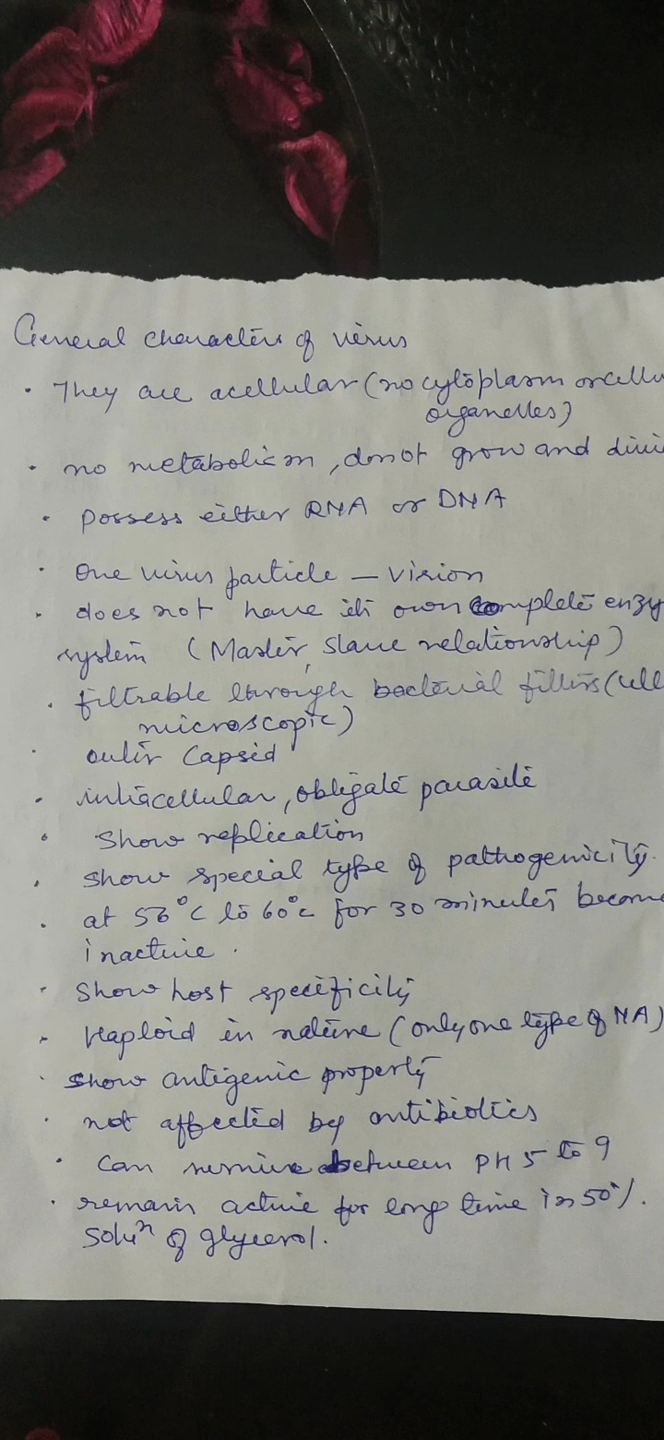 General characters of virus
• They are acellular (no cytoplasm or cellu
organelles)
• no metabolism, donot grow and divi
• Possess either RNA or DNA
• One virus particle – Virion
• does not have its own complete enzy
system (Master, Slave relationship)
• filtrable through bacterial filters (
microscopic)
outer Capsid
• intracellular, obligate parasite
• Show replication
• show special type of pathogenicity.
• at 56°C to 60°C for 30 minutes become
inactive.
• Show host specificity
• Haploid in nature (only one type of NA)
• show antigenic property
• not affected by antibiotics
• Can survive between PH 5 to 9
• remain active for long time in 50%.
Soluⁿ of glycerol.